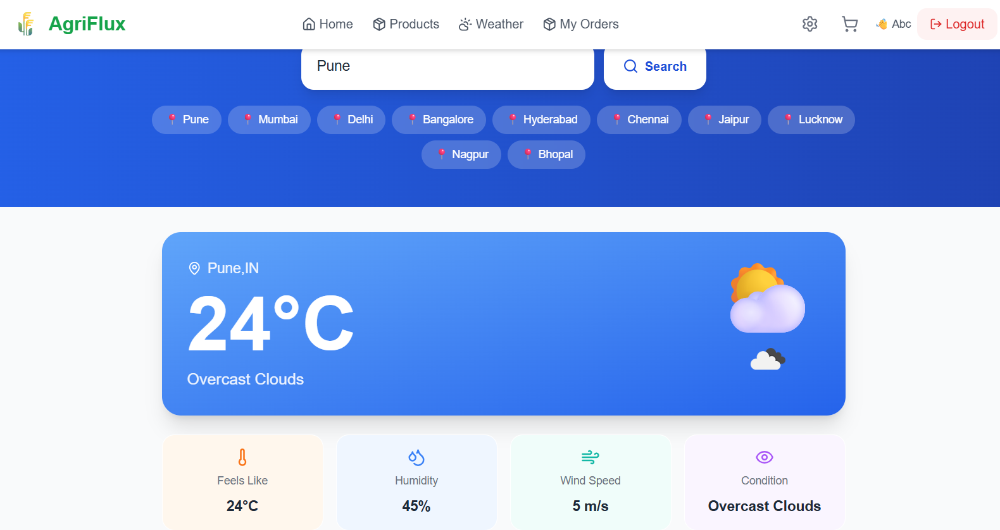 AgriFlux
Home Products Weather My Orders
Abc Logout
Pune
Search
Pune Mumbai Delhi Bangalore Hyderabad Chennai Jaipur Lucknow
Nagpur Bhopal
Pune,IN
24°C
Overcast Clouds
Feels Like
24°C
Humidity
45%
Wind Speed
5 m/s
Condition
Overcast Clouds